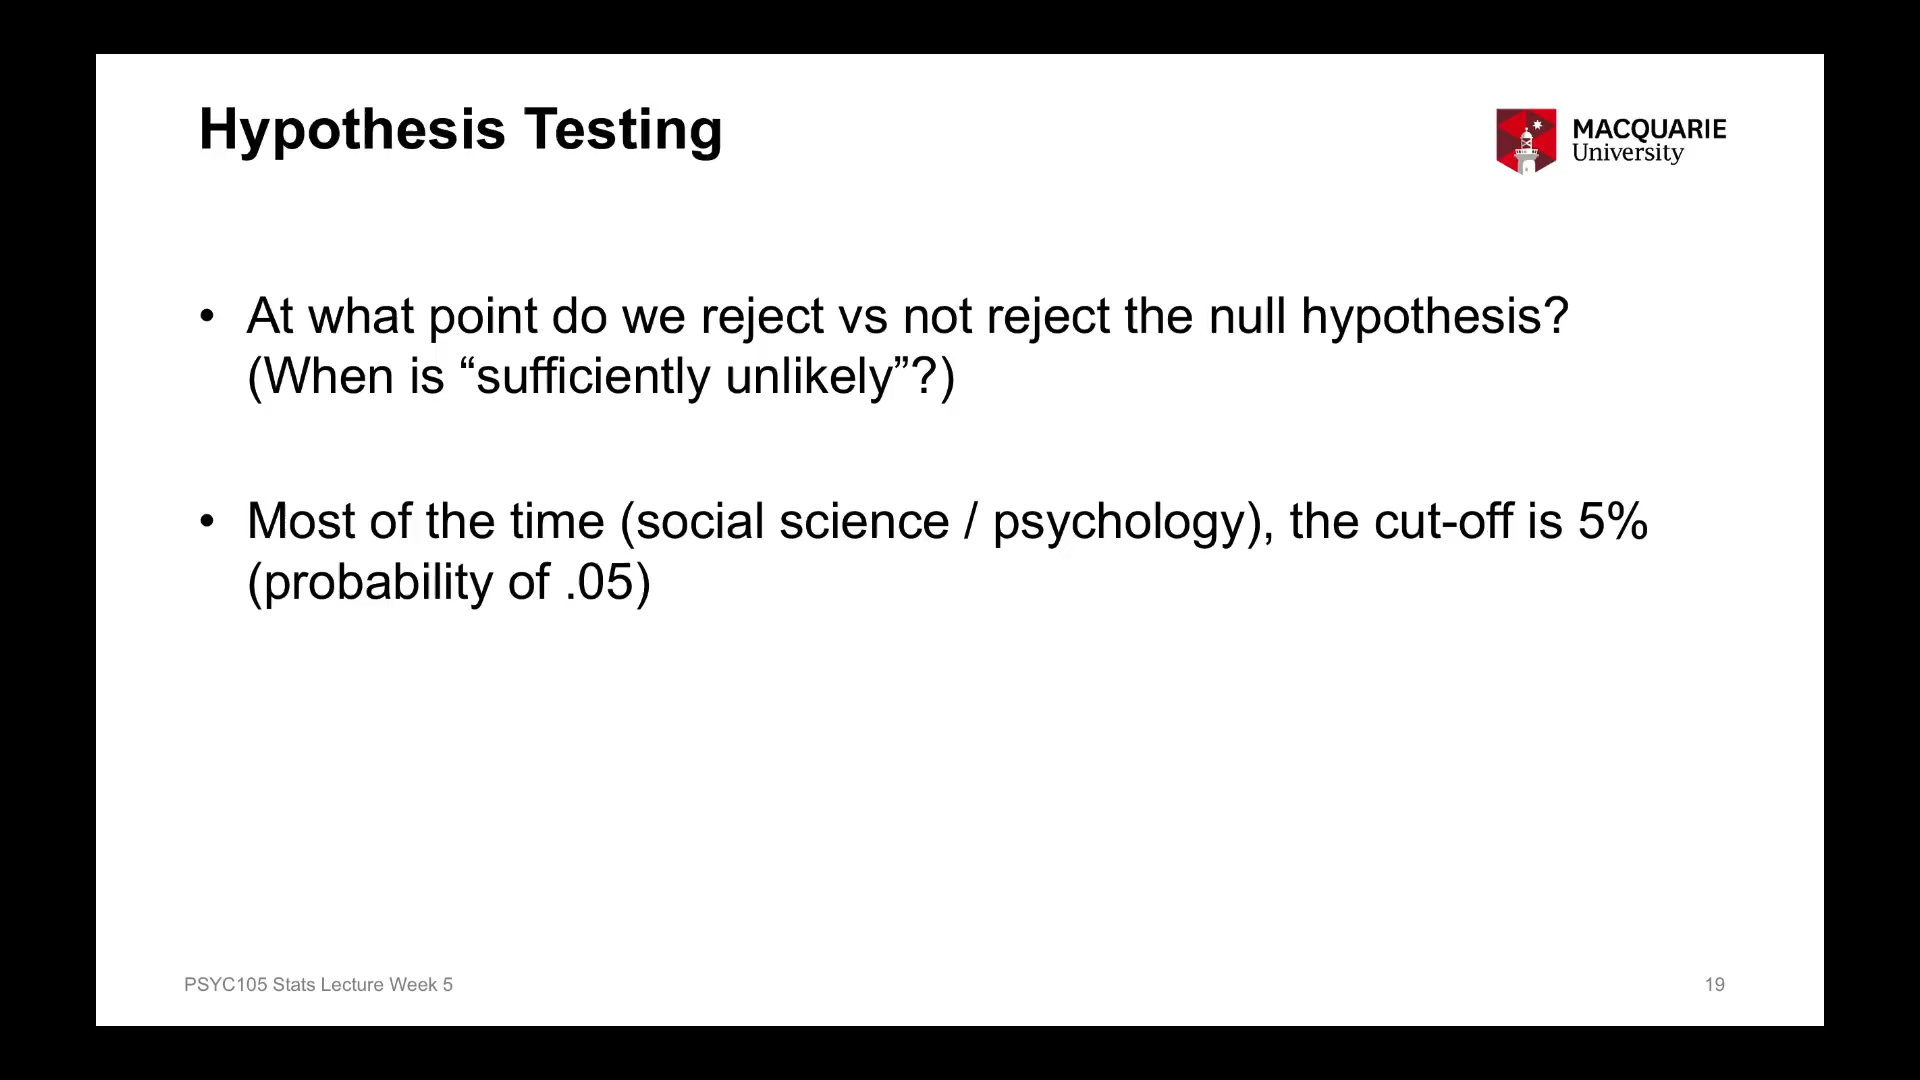 Hypothesis Testing
MACQUARIE
University
• At what point do we reject vs not reject the null hypothesis?
(When is “sufficiently unlikely”?)
• Most of the time (social science / psychology), the cut-off is 5%
(probability of .05)
PSYC105 Stats Lecture Week 5
19